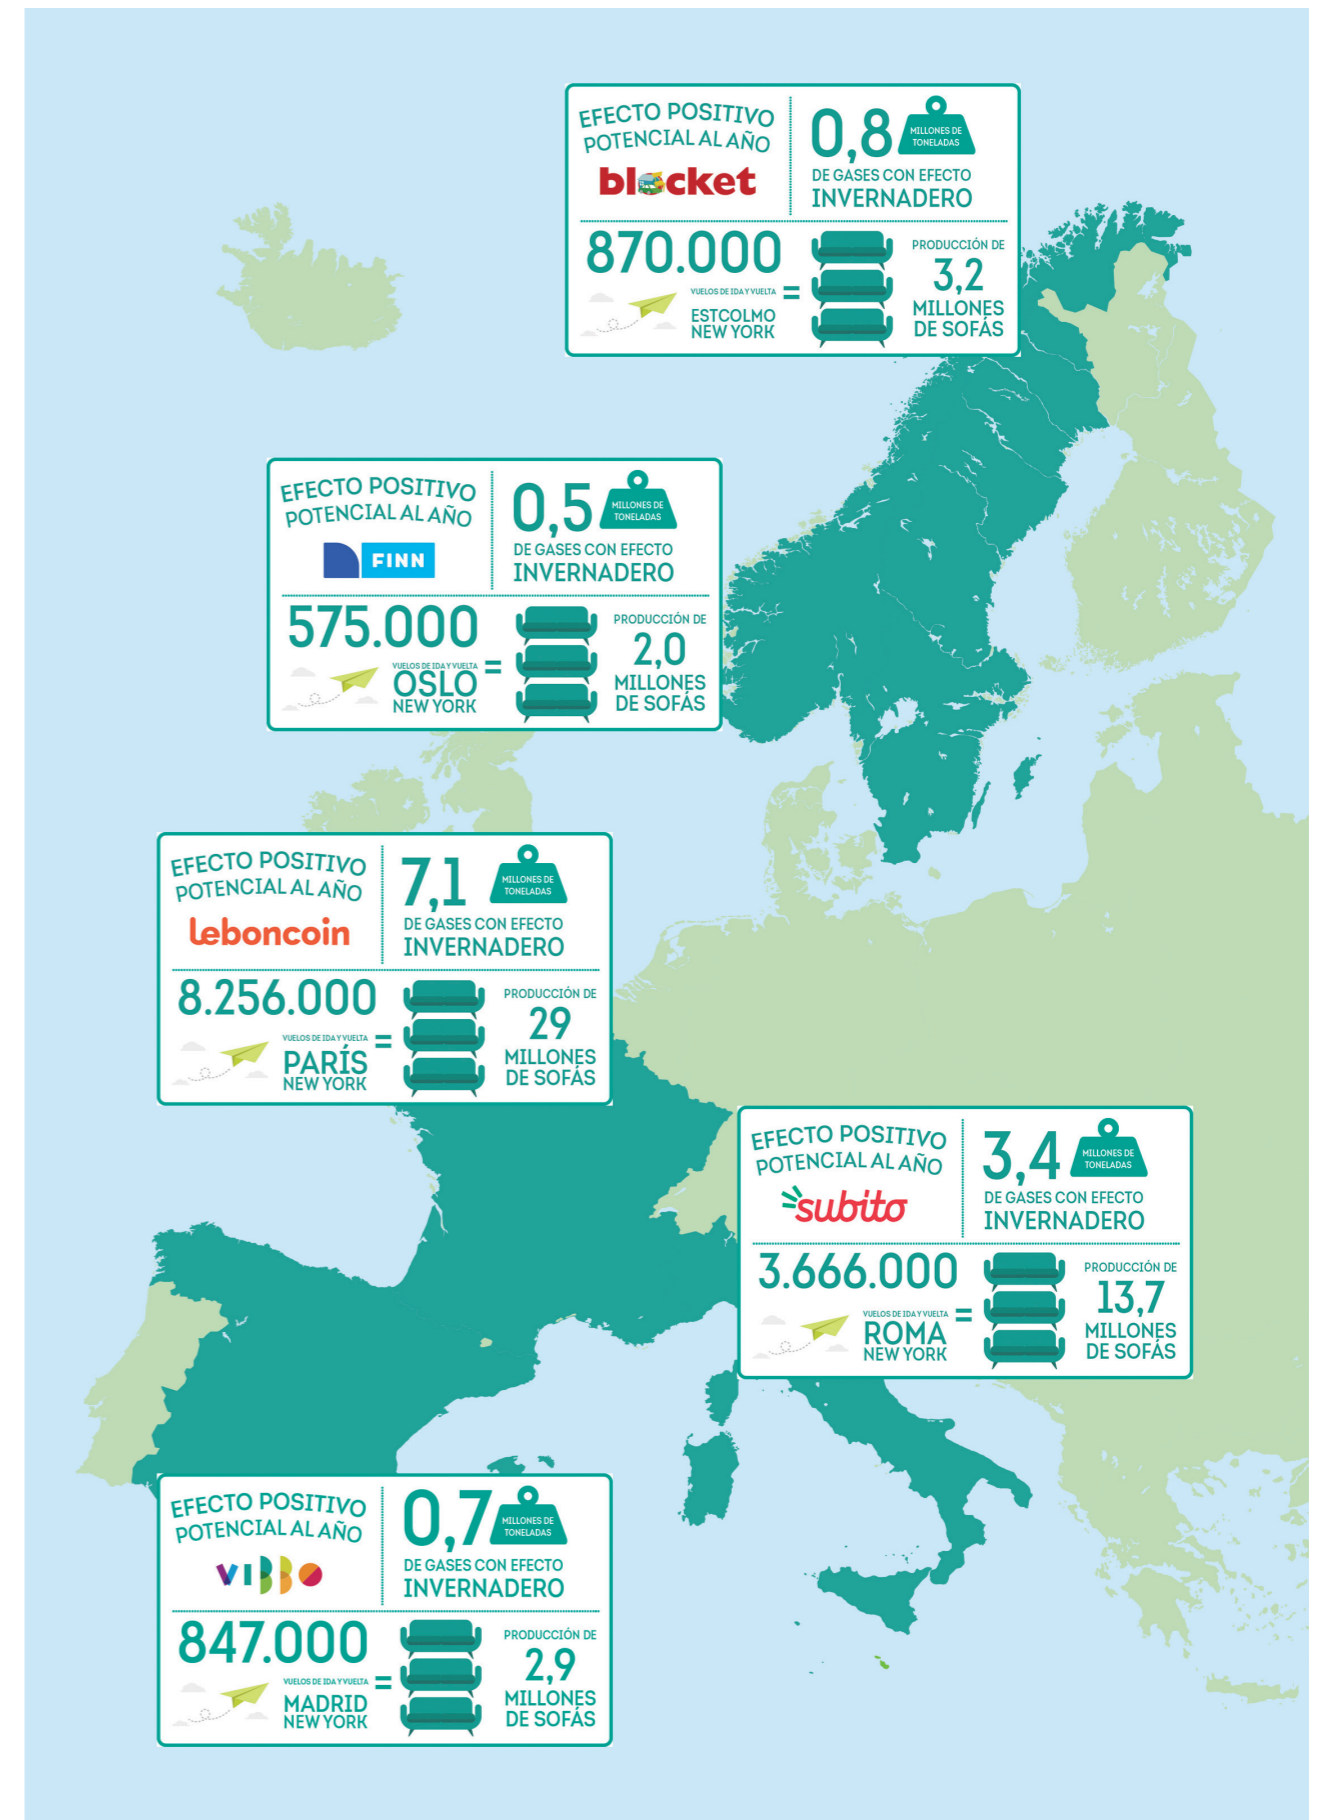 EFECTO POSITIVO
POTENCIAL AL AÑO
blocket
0,8
MILLONES DE
TONELADAS
DE GASES CON EFECTO
INVERNADERO
870.000
VUELOS DE IDA Y VUELTA
ESTCOLMO
NEW YORK
=
PRODUCCIÓN DE
3,2
MILLONES
DE SOFÁS
EFECTO POSITIVO
POTENCIAL AL AÑO
FINN
0,5
MILLONES DE
TONELADAS
DE GASES CON EFECTO
INVERNADERO
575.000
VUELOS DE IDA Y VUELTA
OSLO
NEW YORK
=
PRODUCCIÓN DE
2,0
MILLONES
DE SOFÁS
EFECTO POSITIVO
POTENCIAL AL AÑO
leboncoin
7,1
MILLONES DE
TONELADAS
DE GASES CON EFECTO
INVERNADERO
8.256.000
VUELOS DE IDA Y VUELTA
PARÍS
NEW YORK
=
PRODUCCIÓN DE
29
MILLONES
DE SOFÁS
EFECTO POSITIVO
POTENCIAL AL AÑO
subito
3,4
MILLONES DE
TONELADAS
DE GASES CON EFECTO
INVERNADERO
3.666.000
VUELOS DE IDA Y VUELTA
ROMA
NEW YORK
=
PRODUCCIÓN DE
13,7
MILLONES
DE SOFÁS
EFECTO POSITIVO
POTENCIAL AL AÑO
VIBBO
0,7
MILLONES DE
TONELADAS
DE GASES CON EFECTO
INVERNADERO
847.000
VUELOS DE IDA Y VUELTA
MADRID
NEW YORK
=
PRODUCCIÓN DE
2,9
MILLONES
DE SOFÁS